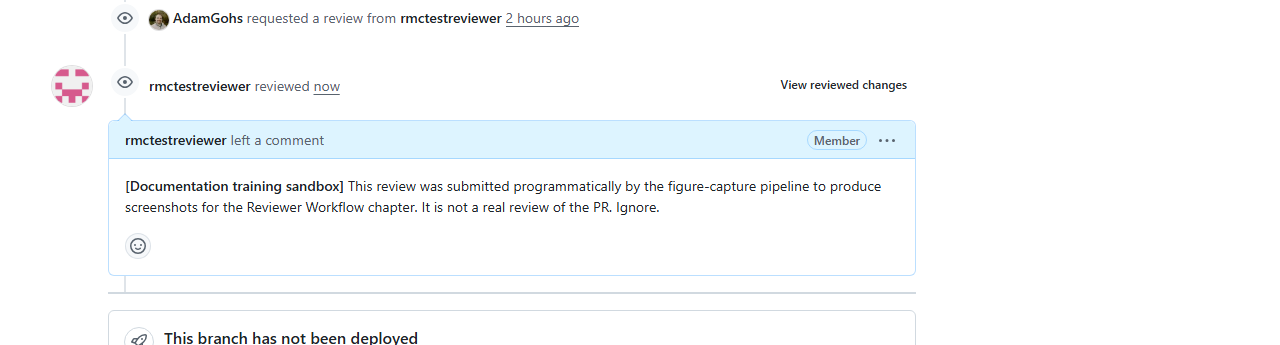 AdamGohs requested a review from rmctestreviewer 2 hours ago
rmctestreviewer reviewed now
View reviewed changes
rmctestreviewer left a comment
Member
[Documentation training sandbox] This review was submitted programmatically by the figure-capture pipeline to produce
screenshots for the Reviewer Workflow chapter. It is not a real review of the PR. Ignore.
This branch has not been deployed